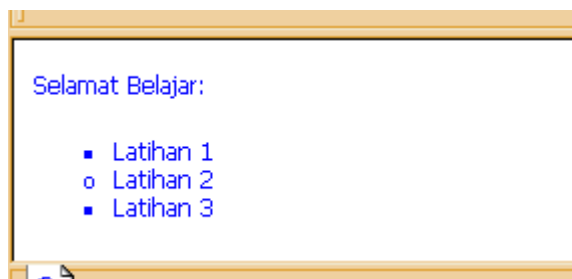 Selamat Belajar:
▪ Latihan 1
o Latihan 2
▪ Latihan 3